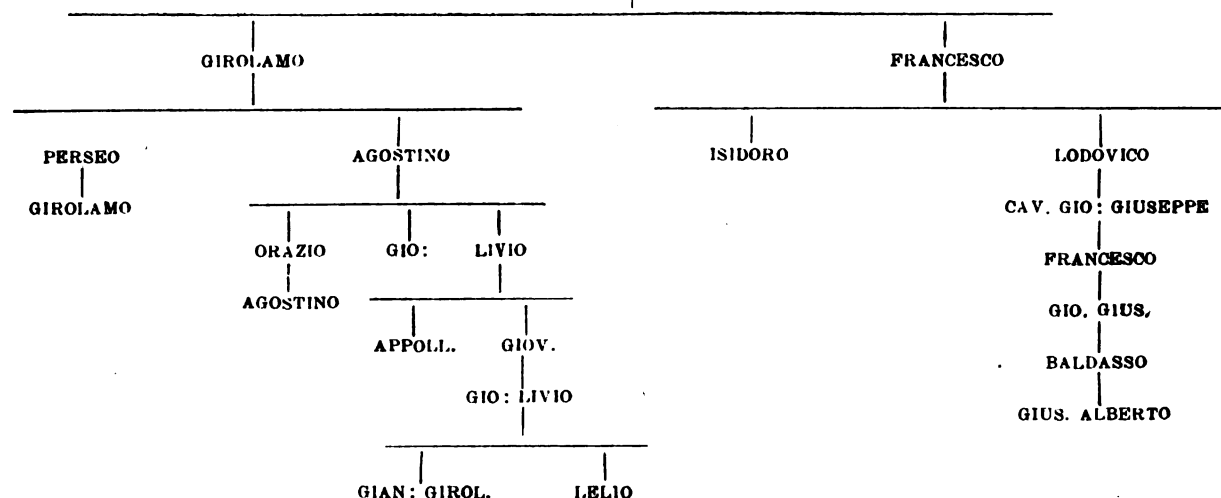 GIROLAMO FRANCESCO
PERSEO AGOSTINO ISIDORO LODOVICO
GIROLAMO CAV. GIO: GIUSEPPE
ORAZIO GIO: LIVIO FRANCESCO
AGOSTINO GIO. GIUS.
APPOLL. GIOV.
BALDASSO
GIO: LIVIO
GIUS. ALBERTO
GIAN: GIROL. LELIO